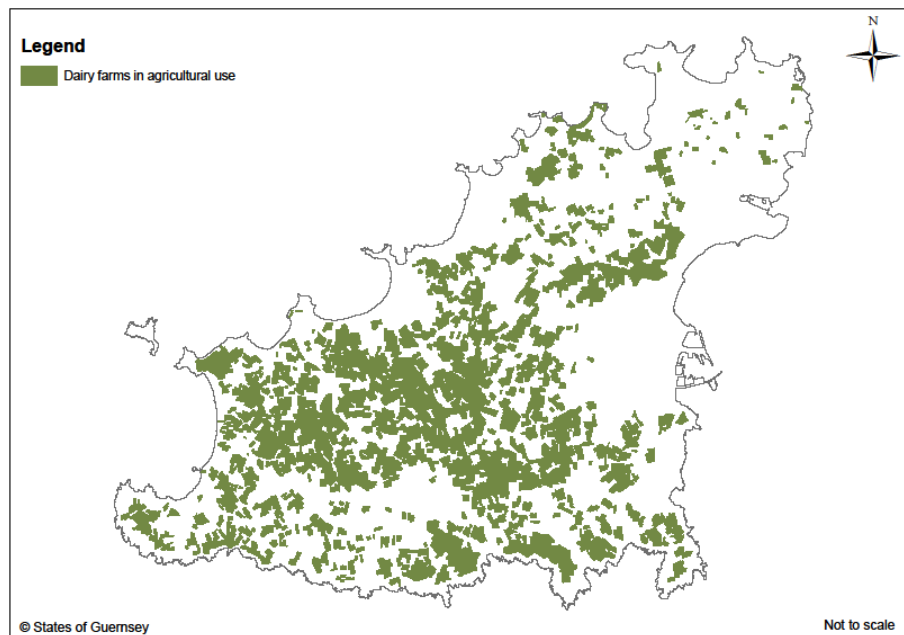 Legend
Dairy farms in agricultural use
N
© States of Guernsey
Not to scale